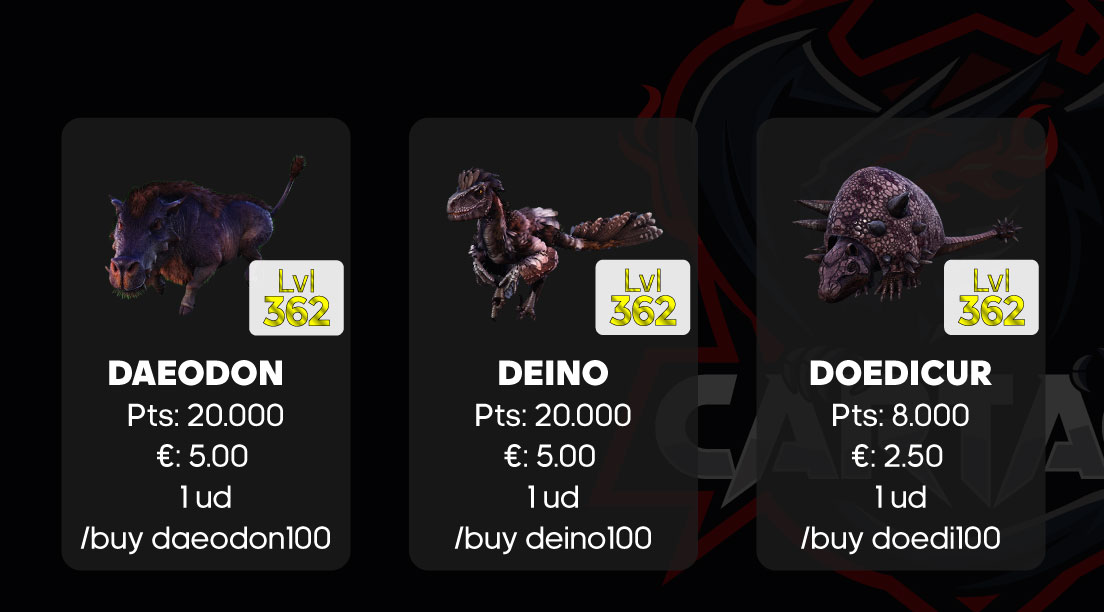 Lvl
362
DAEODON
Pts: 20.000
€: 5.00
1 ud
/buy daeodon100
Lvl
362
DEINO
Pts: 20.000
€: 5.00
1 ud
/buy deino100
Lvl
362
DOEDICUR
Pts: 8.000
€: 2.50
1 ud
/buy doedi100